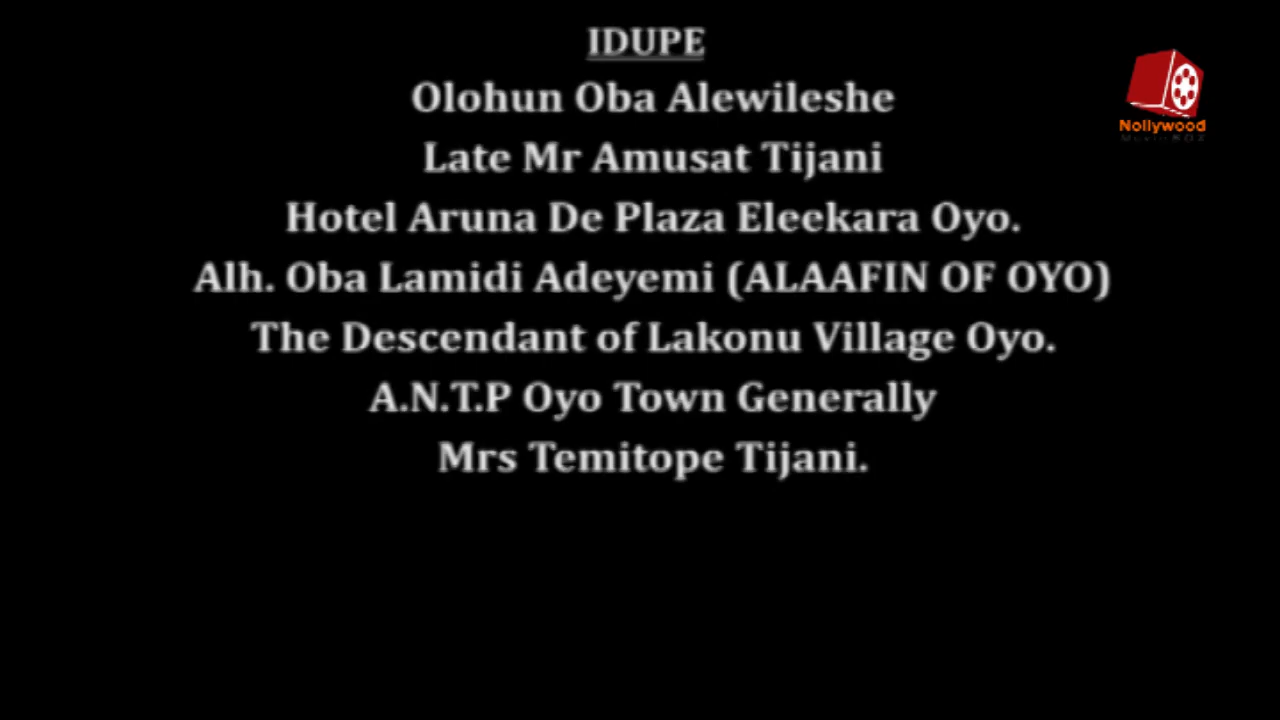 IDUPE
Olohun Oba Alewileshe
Late Mr Amusat Tijani
Hotel Aruna De Plaza Eleekara Oyo.
Alh. Oba Lamidi Adeyemi (ALAAFIN OF OYO)
The Descendant of Lakonu Village Oyo.
A.N.T.P Oyo Town Generally
Mrs Temitope Tijani.
Nollywood